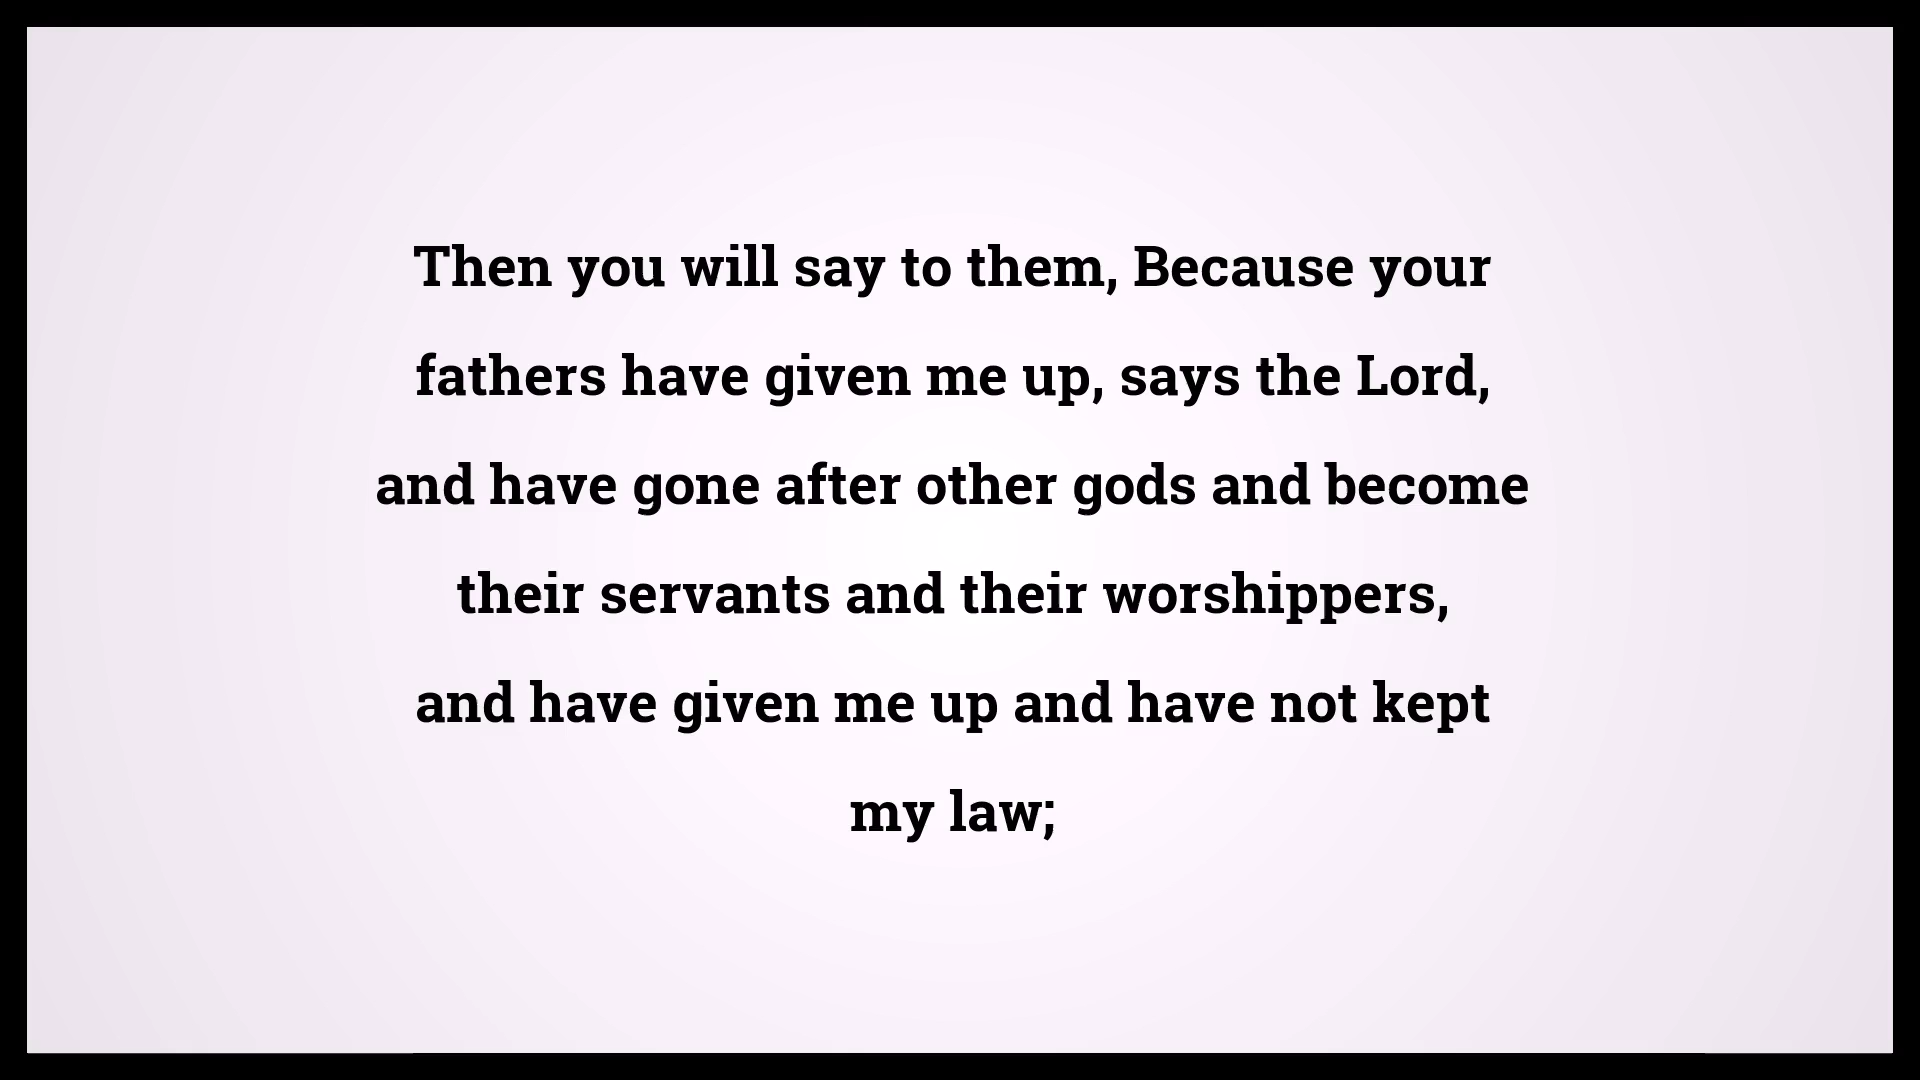 Then you will say to them, Because your
fathers have given me up, says the Lord,
and have gone after other gods and become
their servants and their worshippers,
and have given me up and have not kept
my law;